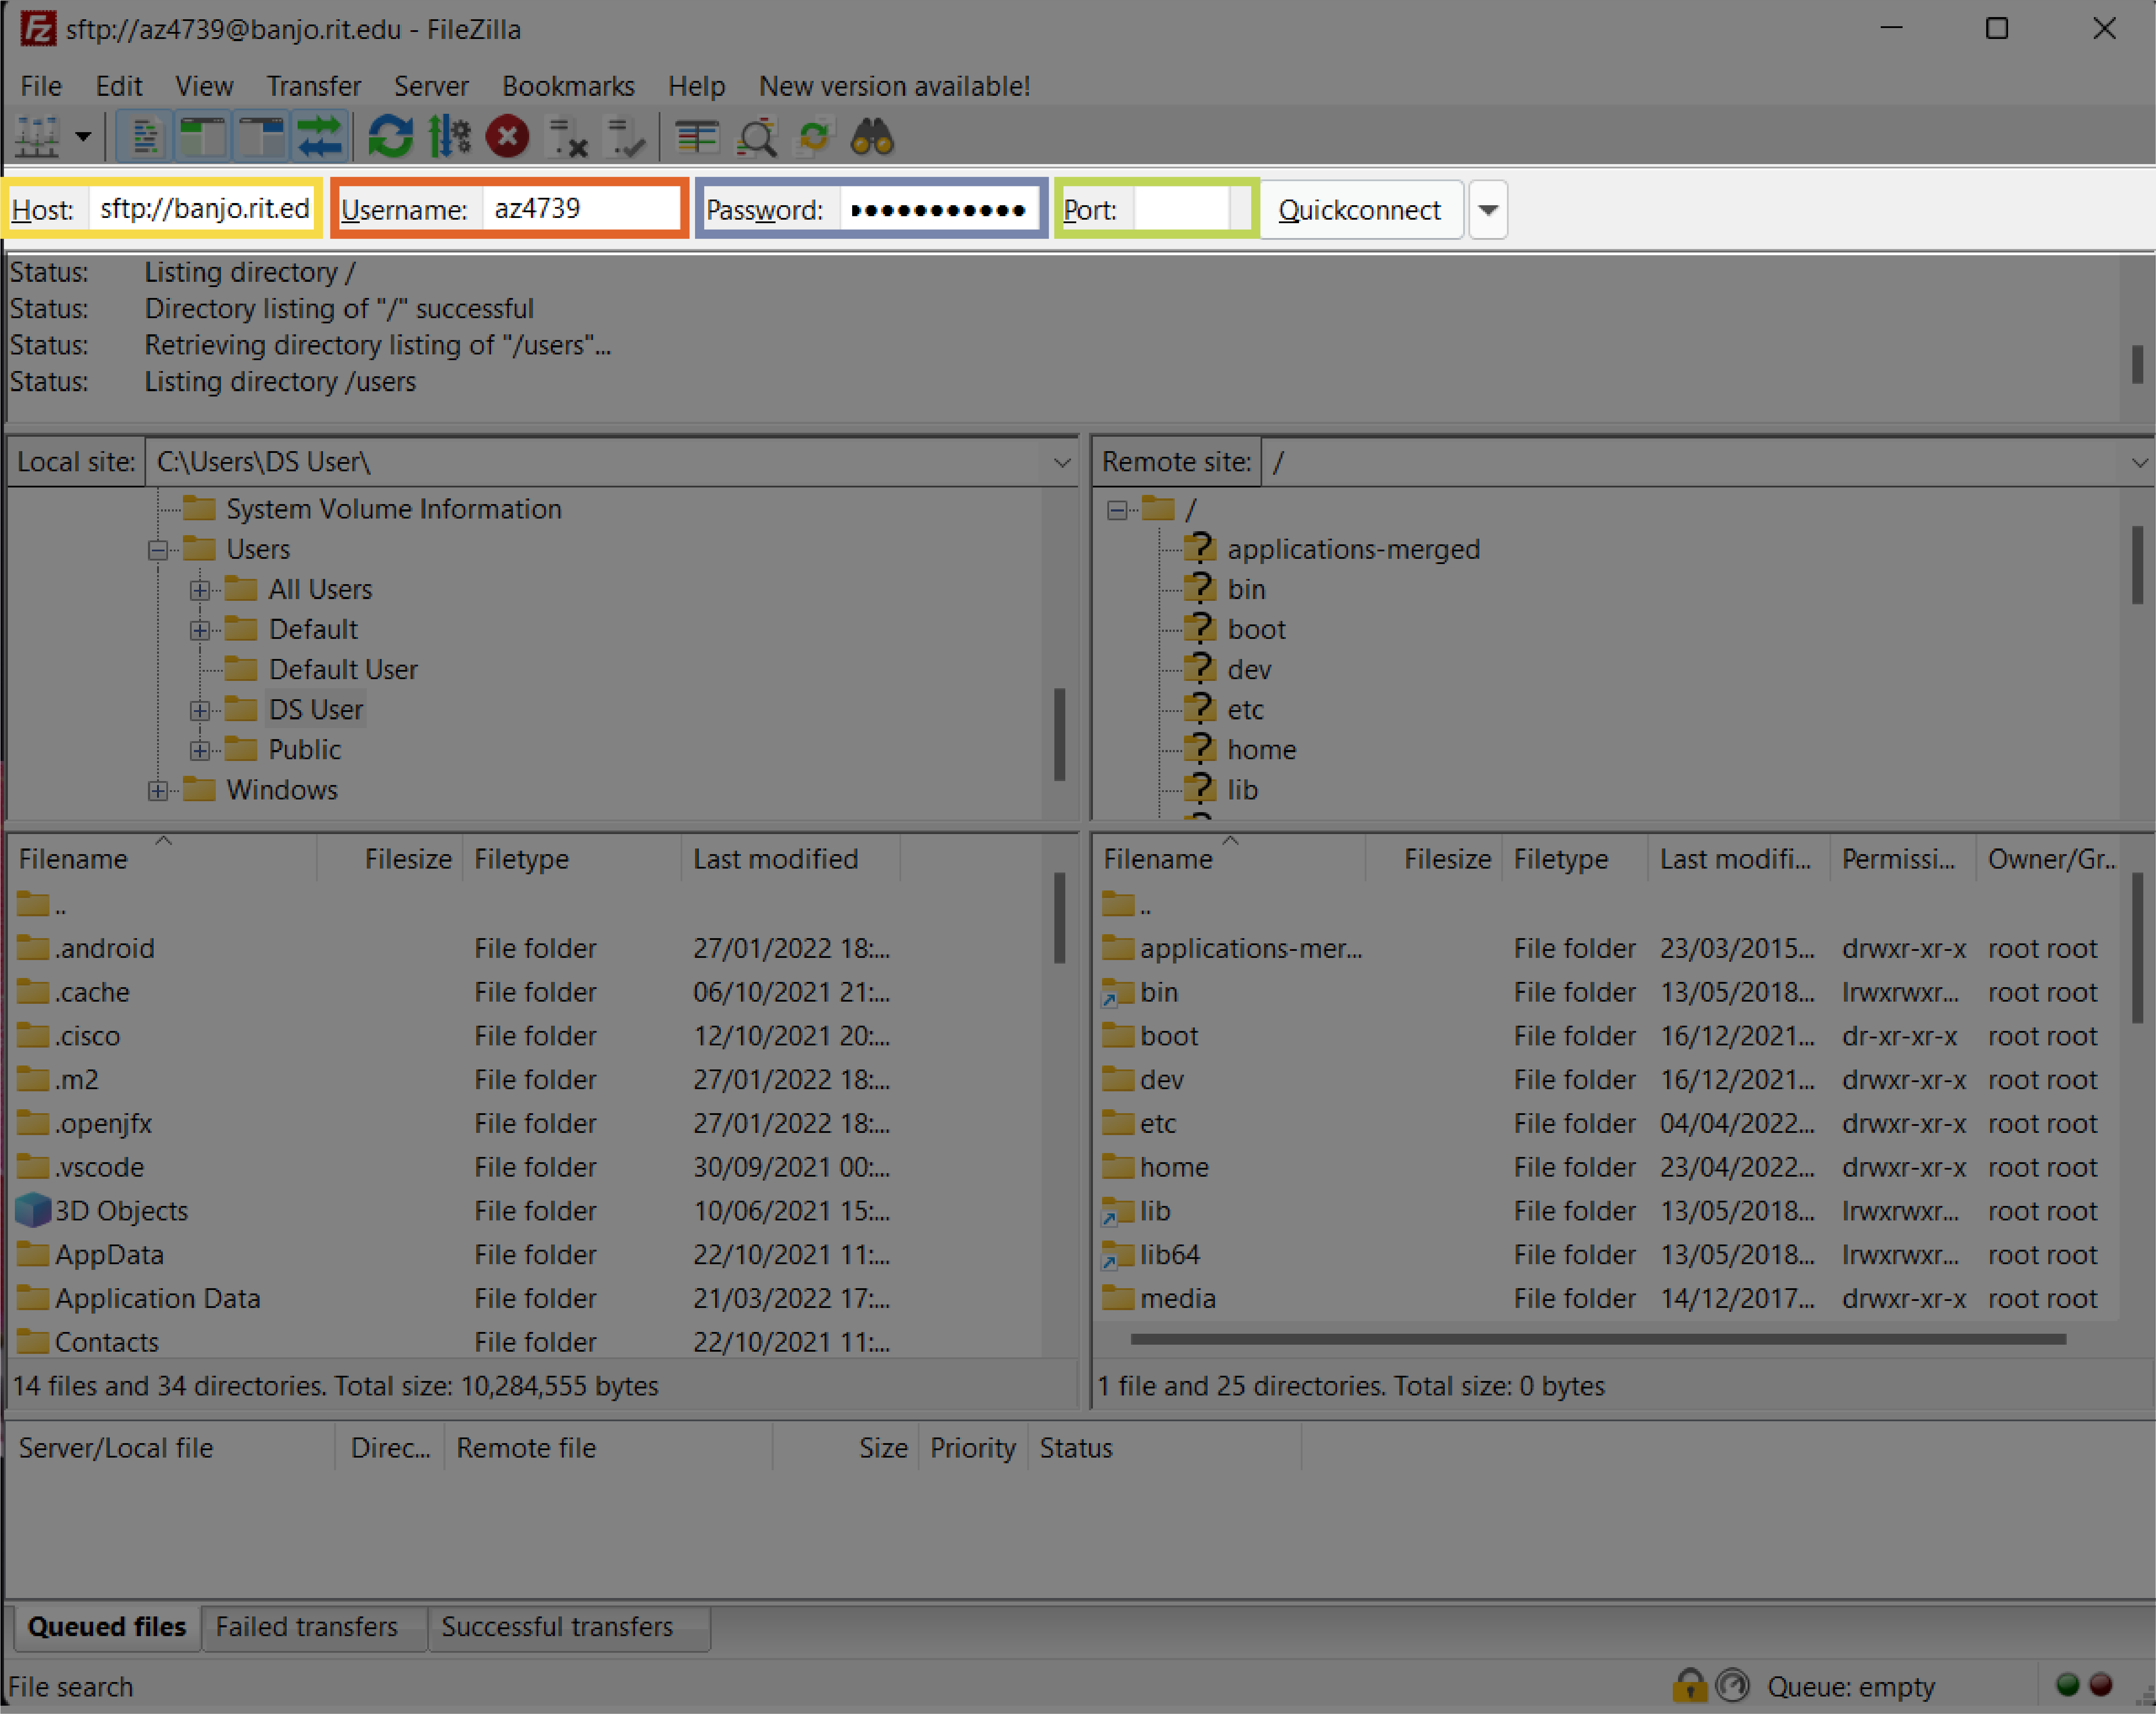 sftp://az4739@banjo.rit.edu - FileZilla
File Edit View Transfer Server Bookmarks Help New version available!
Host: sftp://banjo.rit.ed Username: az4739 Password: ●●●●●●●●●●● Port: Quickconnect
Status: Listing directory /
Status: Directory listing of "/" successful
Status: Retrieving directory listing of "/users"...
Status: Listing directory /users
Local site: C:\Users\DS User\
System Volume Information
Users
All Users
Default
Default User
DS User
Public
Windows
Remote site: /
/
applications-merged
bin
boot
dev
etc
home
lib
Filename Filesize Filetype Last modified
..
.android File folder 27/01/2022 18:...
.cache File folder 06/10/2021 21:...
.cisco File folder 12/10/2021 20:...
.m2 File folder 27/01/2022 18:...
.openjfx File folder 27/01/2022 18:...
.vscode File folder 30/09/2021 00:...
3D Objects File folder 10/06/2021 15:...
AppData File folder 22/10/2021 11:...
Application Data File folder 21/03/2022 17:...
Contacts File folder 22/10/2021 11:...
14 files and 34 directories. Total size: 10,284,555 bytes
Filename Filesize Filetype Last modifi... Permissi... Owner/Gr...
..
applications-mer... File folder 23/03/2015... drwxr-xr-x root root
bin File folder 13/05/2018... lrwxrwxr... root root
boot File folder 16/12/2021... dr-xr-xr-x root root
dev File folder 16/12/2021... drwxr-xr-x root root
etc File folder 04/04/2022... drwxr-xr-x root root
home File folder 23/04/2022... drwxr-xr-x root root
lib File folder 13/05/2018... lrwxrwxr... root root
lib64 File folder 13/05/2018... lrwxrwxr... root root
media File folder 14/12/2017... drwxr-xr-x root root
1 file and 25 directories. Total size: 0 bytes
Server/Local file Direc... Remote file Size Priority Status
Queued files Failed transfers Successful transfers
File search Queue: empty